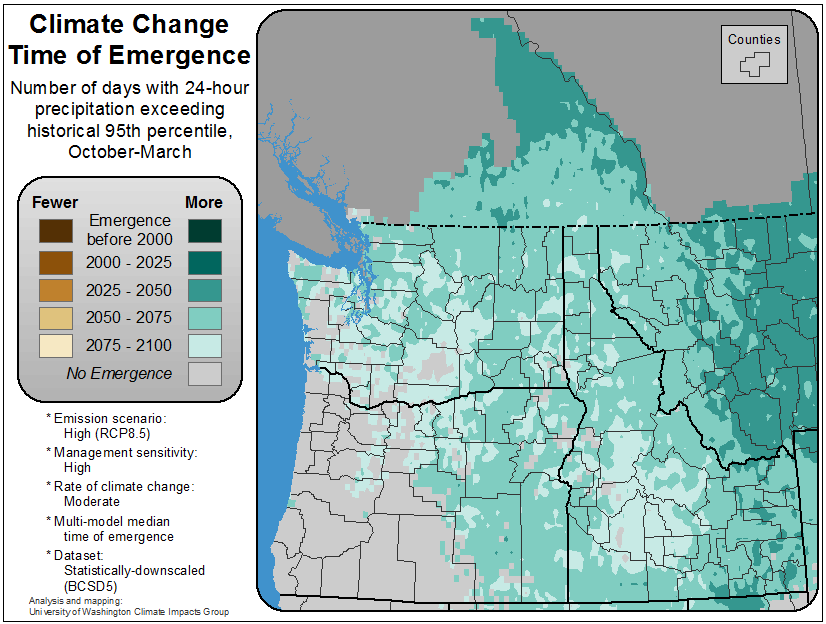 Climate Change
Time of Emergence
Number of days with 24-hour
precipitation exceeding
historical 95th percentile,
October-March
Fewer More
Emergence
before 2000
2000 - 2025
2025 - 2050
2050 - 2075
2075 - 2100
No Emergence
* Emission scenario:
High (RCP8.5)
* Management sensitivity:
High
* Rate of climate change:
Moderate
* Multi-model median
time of emergence
* Dataset:
Statistically-downscaled
(BCSD5)
Analysis and mapping:
University of Washington Climate Impacts Group
Counties